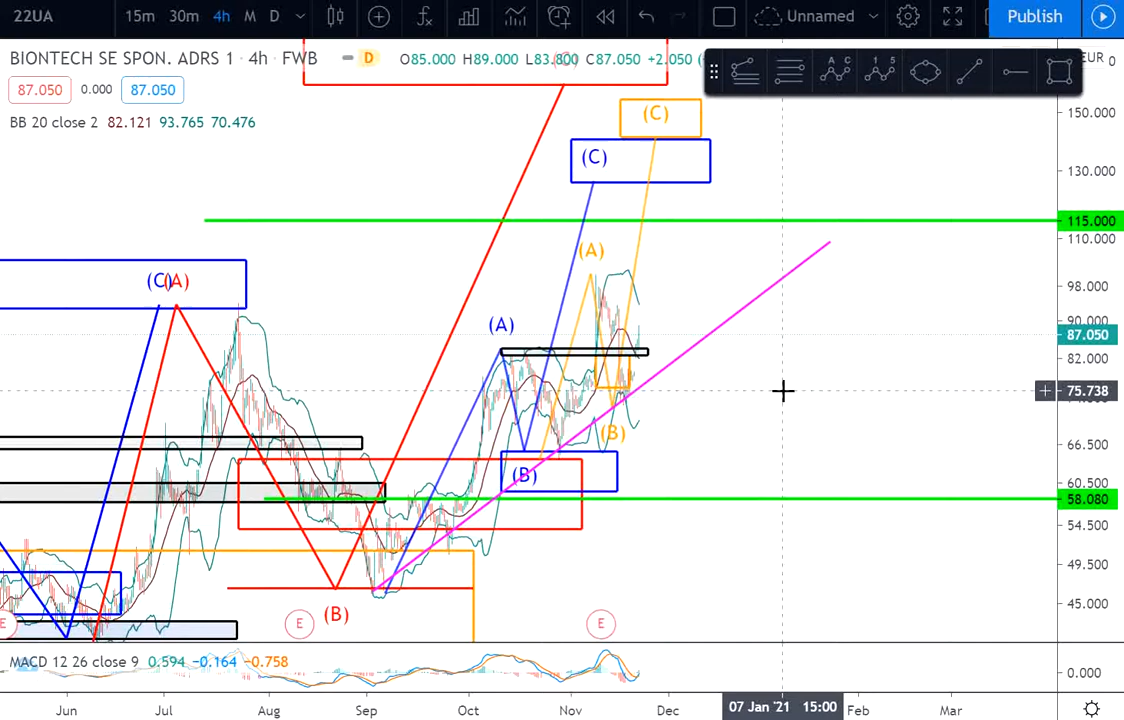 22UA 15m 30m 4h M D Unnamed Publish
BIONTECH SE SPON. ADRS 1 · 4h · FWB D O85.000 H89.000 L83.800 C87.050 +2.050 ( EUR 0
87.050 0.000 87.050
BB 20 close 2 82.121 93.765 70.476
A C
1 5
150.000
(C)
(C)
130.000
115.000
110.000
(A)
(C) (A)
98.000
90.000
(A)
87.050
82.000
75.738
(B)
66.500
(B)
60.500
58.080
54.500
49.500
45.000
(B)
E E E
MACD 12 26 close 9 0.594 −0.164 −0.758
0.000
Jun Jul Aug Sep Oct Nov Dec 07 Jan '21 15:00 Feb Mar